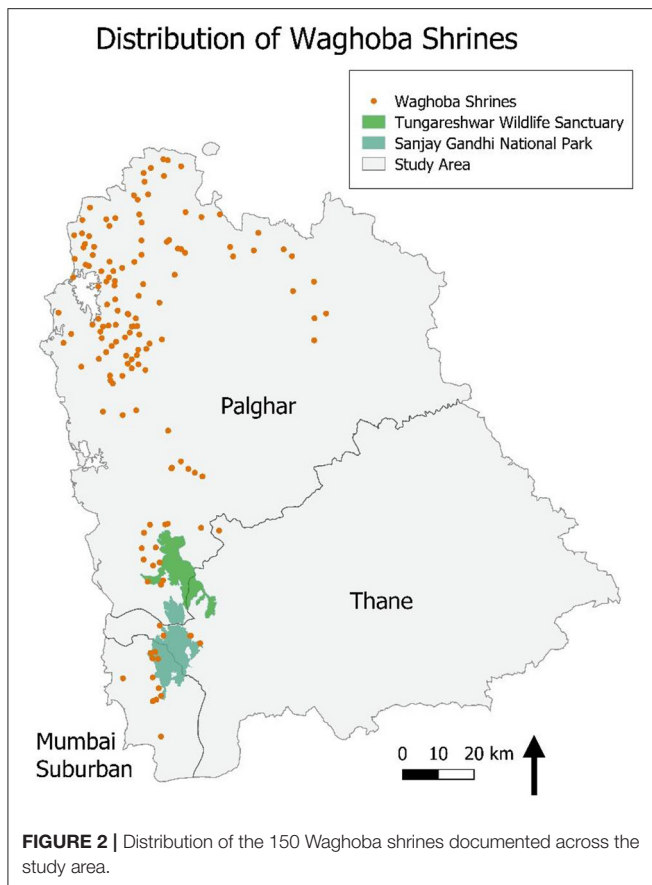 Distribution of Waghoba Shrines
Waghoba Shrines
Tungareshwar Wildlife Sanctuary
Sanjay Gandhi National Park
Study Area
Palghar
Thane
Mumbai
Suburban
0 10 20 km
FIGURE 2 | Distribution of the 150 Waghoba shrines documented across the
study area.